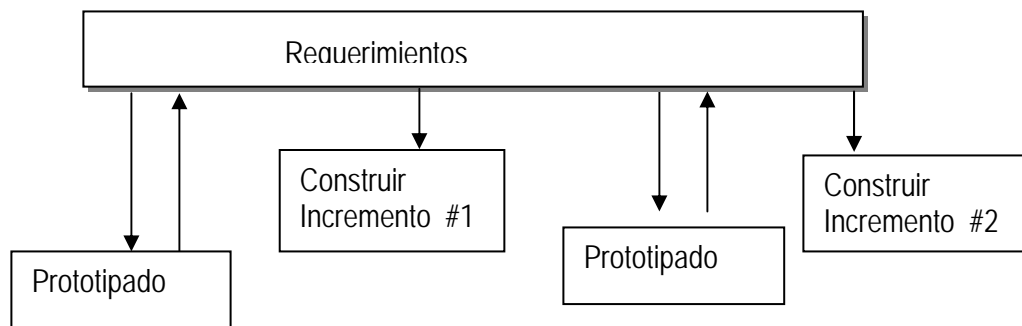 Requerimientos
Construir
Incremento #1
Construir
Incremento #2
Prototipado
Prototipado